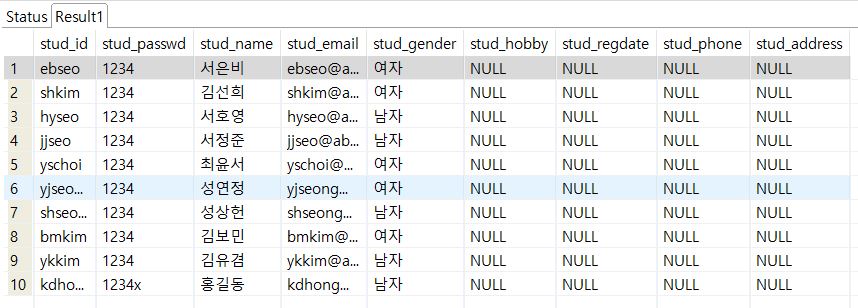 Status Result1
stud_id stud_passwd stud_name stud_email stud_gender stud_hobby stud_regdate stud_phone stud_address
1 ebseo 1234 서은비 ebseo@a... 여자 NULL NULL NULL NULL
2 shkim 1234 김선희 shkim@a... 여자 NULL NULL NULL NULL
3 hyseo 1234 서호영 hyseo@a... 남자 NULL NULL NULL NULL
4 jjseo 1234 서정준 jjseo@ab... 남자 NULL NULL NULL NULL
5 yschoi 1234 최윤서 yschoi@... 여자 NULL NULL NULL NULL
6 yjseo... 1234 성연정 yjseong... 여자 NULL NULL NULL NULL
7 shseo... 1234 성상헌 shseong... 남자 NULL NULL NULL NULL
8 bmkim 1234 김보민 bmkim@... 여자 NULL NULL NULL NULL
9 ykkim 1234 김유겸 ykkim@a... 남자 NULL NULL NULL NULL
10 kdho... 1234x 홍길동 kdhong... 남자 NULL NULL NULL NULL